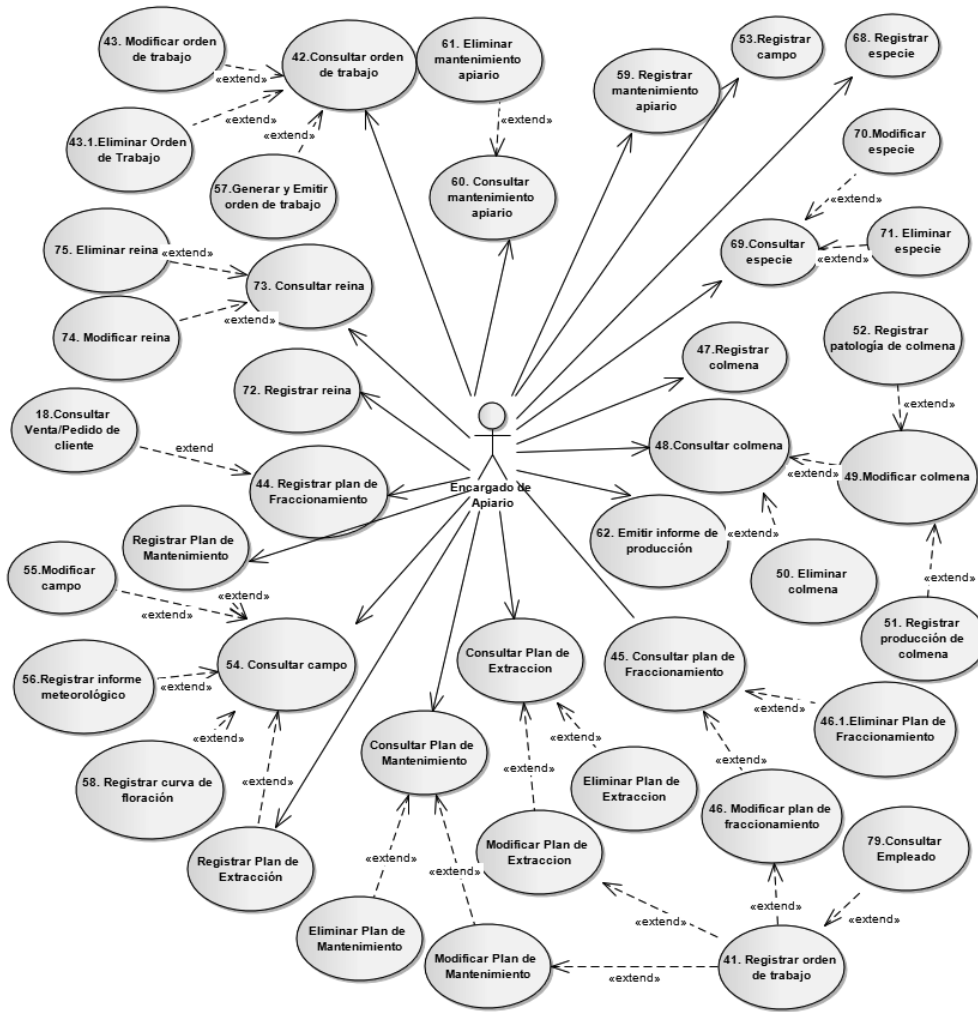 43. Modificar orden
de trabajo
«extend»
42.Consultar orden
de trabajo
61. Eliminar
mantenimiento
apiario
«extend»
53.Registrar
campo
68. Registrar
especie
59. Registrar
mantenimiento
apiario
43.1.Eliminar Orden
de Trabajo
«extend»
«extend»
57.Generar y Emitir
orden de trabajo
60. Consultar
mantenimiento
apiario
70.Modificar
especie
«extend»
69.Consultar
especie
71. Eliminar
especie
«extend»
75. Eliminar reina
«extend»
73. Consultar reina
74. Modificar reina
«extend»
52. Registrar
patología de colmena
«extend»
47.Registrar
colmena
72. Registrar reina
18.Consultar
Venta/Pedido de
cliente
extend
44. Registrar plan de
Fraccionamiento
Encargado de
Apiario
48.Consultar colmena
«extend»
49.Modificar colmena
«extend»
50. Eliminar
colmena
«extend»
51. Registrar
producción de
colmena
62. Emitir informe de
producción
Registrar Plan de
Mantenimiento
55.Modificar
campo
«extend»
«extend»
54. Consultar campo
56.Registrar informe
meteorológico
«extend»
«extend»
58. Registrar curva de
floración
«extend»
Registrar Plan de
Extracción
Consultar Plan de
Extraccion
45. Consultar plan de
Fraccionamiento
«extend»
46.1.Eliminar Plan de
Fraccionamiento
Consultar Plan de
Mantenimiento
«extend»
«extend»
Eliminar Plan de
Extraccion
«extend»
46. Modificar plan de
fraccionamiento
Modificar Plan de
Extraccion
79.Consultar
Empleado
«extend»
«extend»
Eliminar Plan de
Mantenimiento
Modificar Plan de
Mantenimiento
«extend»
«extend»
«extend»
«extend»
41. Registrar orden
de trabajo